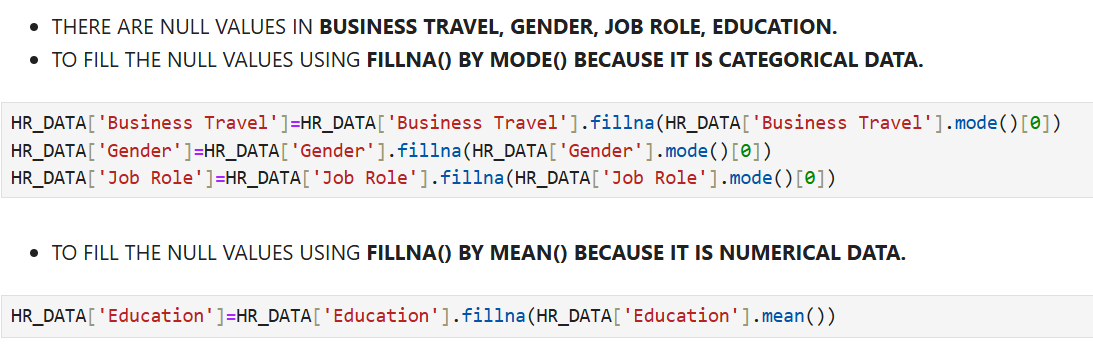 • THERE ARE NULL VALUES IN BUSINESS TRAVEL, GENDER, JOB ROLE, EDUCATION.
• TO FILL THE NULL VALUES USING FILLNA() BY MODE() BECAUSE IT IS CATEGORICAL DATA.
HR_DATA['Business Travel']=HR_DATA['Business Travel'].fillna(HR_DATA['Business Travel'].mode()[0])
HR_DATA['Gender']=HR_DATA['Gender'].fillna(HR_DATA['Gender'].mode()[0])
HR_DATA['Job Role']=HR_DATA['Job Role'].fillna(HR_DATA['Job Role'].mode()[0])
• TO FILL THE NULL VALUES USING FILLNA() BY MEAN() BECAUSE IT IS NUMERICAL DATA.
HR_DATA['Education']=HR_DATA['Education'].fillna(HR_DATA['Education'].mean())